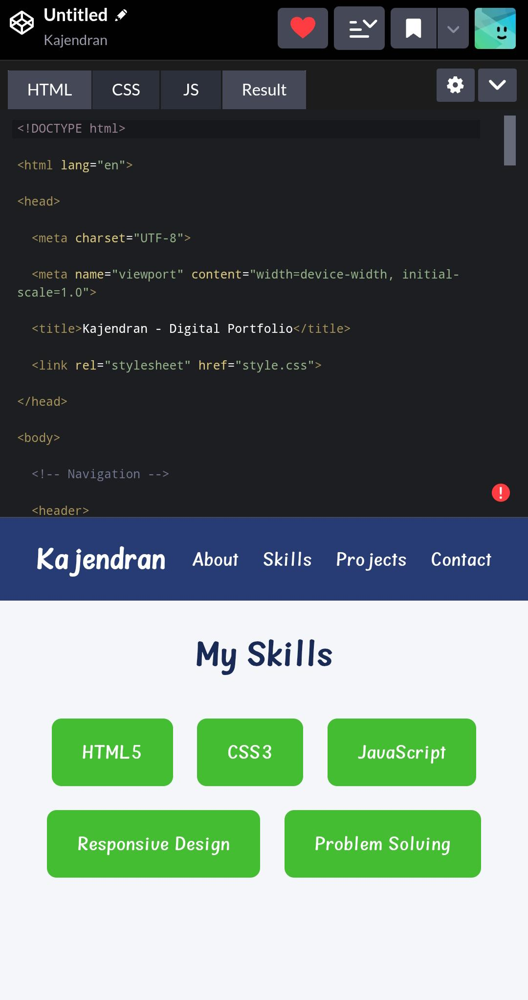 Untitled
Kajendran
HTML CSS JS Result
<!DOCTYPE html>
<html lang="en">
<head>
<meta charset="UTF-8">
<meta name="viewport" content="width=device-width, initial-
scale=1.0">
<title>Kajendran - Digital Portfolio</title>
<link rel="stylesheet" href="style.css">
</head>
<body>
<!-- Navigation -->
<header>
Kajendran About Skills Projects Contact
My Skills
HTML5 CSS3 JavaScript
Responsive Design Problem Solving